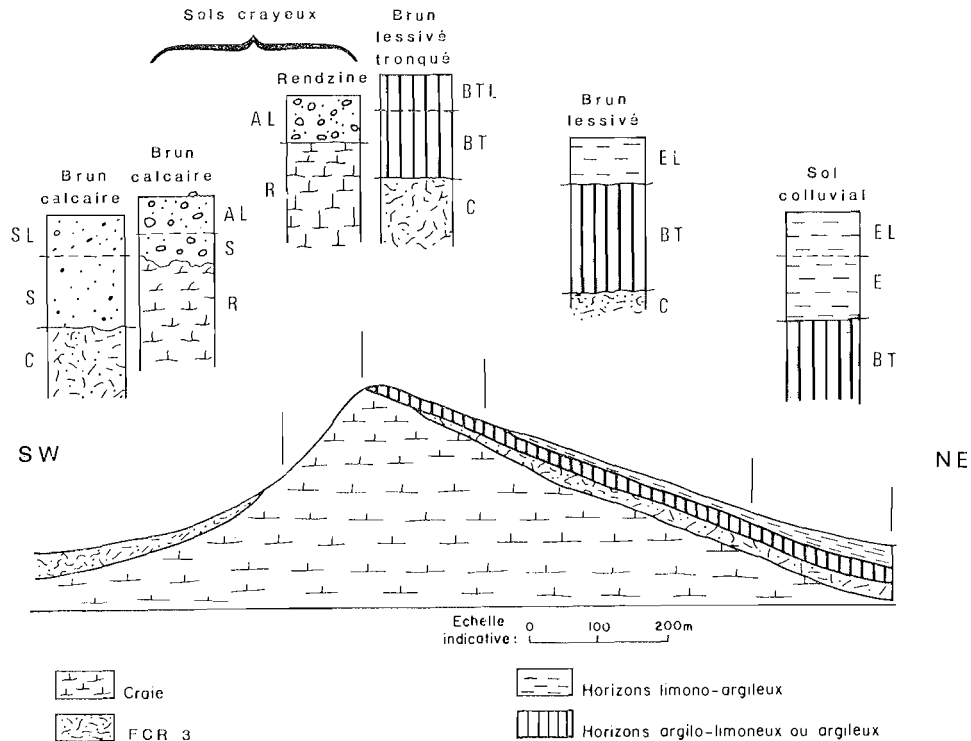 Sols crayeux
Brun
lessivé
tronqué
Rendzine
BTL
BT
C
AL
R
Brun
calcaire
SL
S
C
Brun
calcaire
AL
S
R
Brun
lessivé
EL
BT
C
Sol
colluvial
EL
E
BT
SW
NE
Echelle
indicative :
0 100 200m
Craie
FCR 3
Horizons limono-argileux
Horizons argilo-limoneux ou argileux